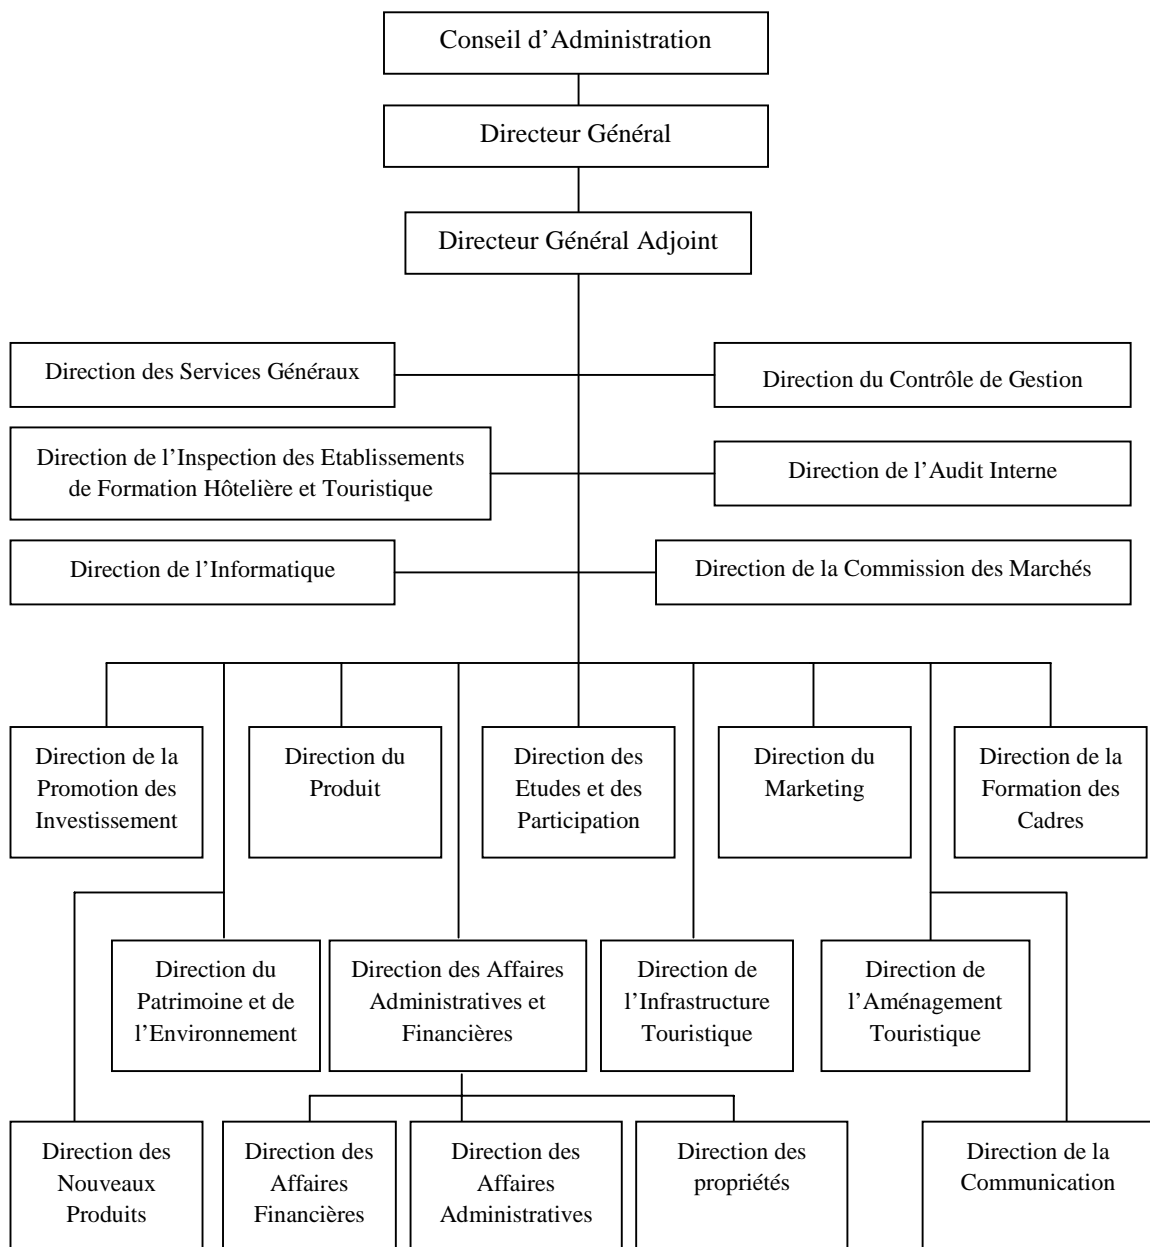 Conseil d’Administration
Directeur Général
Directeur Général Adjoint
Direction des Services Généraux
Direction du Contrôle de Gestion
Direction de l’Inspection des Etablissements
de Formation Hôtelière et Touristique
Direction de l’Audit Interne
Direction de l’Informatique
Direction de la Commission des Marchés
Direction de la
Promotion des
Investissement
Direction du
Produit
Direction des
Etudes et des
Participation
Direction du
Marketing
Direction de la
Formation des
Cadres
Direction du
Patrimoine et de
l’Environnement
Direction des Affaires
Administratives et
Financières
Direction de
l’Infrastructure
Touristique
Direction de
l’Aménagement
Touristique
Direction des
Nouveaux
Produits
Direction des
Affaires
Financières
Direction des
Affaires
Administratives
Direction des
propriétés
Direction de la
Communication